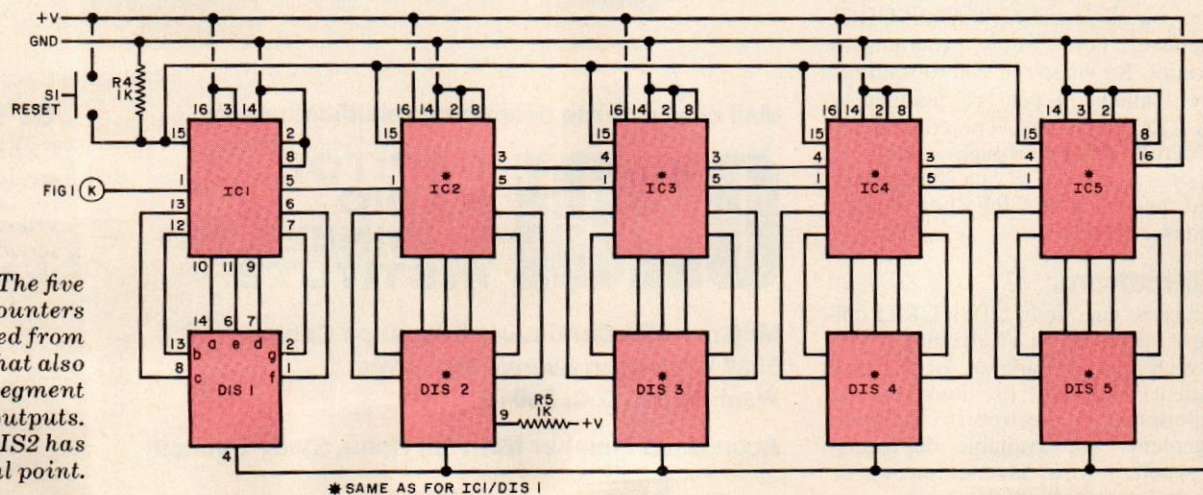 +V
GND
S1
RESET
R4
1K
16 3 14
15 2
8
1 IC1 5
13 6
12 7
10 11 9
FIG 1 K
16 14 2 8
15
3
1 * IC2 5
16 14 2 8
15
4 3
1 * IC3 5
16 14 2 8
15
4 3
1 * IC4 5
14 3 2
15 8
4 16
1 * IC5
14 6 7
13 b a e d g 2
8 c f 1
DIS 1
4
* DIS 2
9 R5
1K
+V
* DIS 3
DIS 4
* DIS 5
* SAME AS FOR IC1/DIS 1
The five
ounters
ed from
hat also
segment
outputs.
DIS2 has
al point.